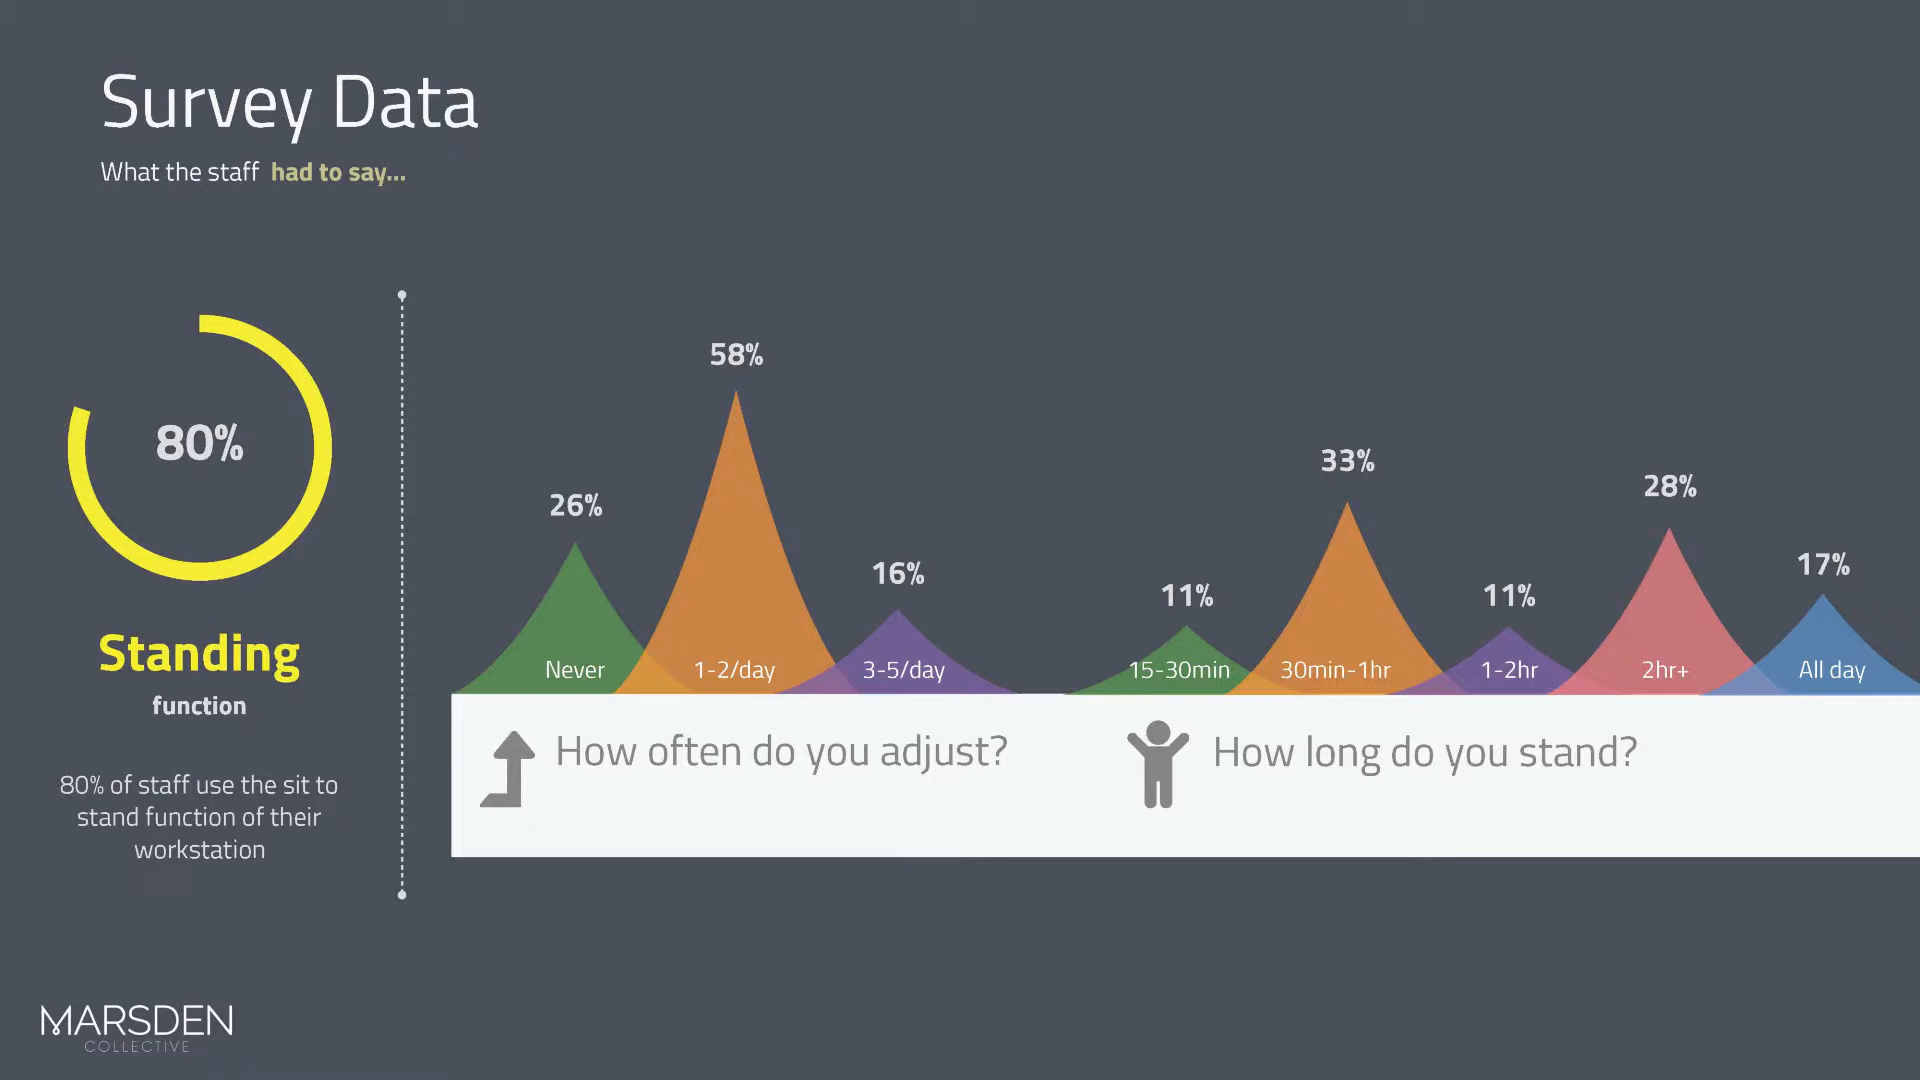 Survey Data
What the staff had to say...
80%
Standing
function
80% of staff use the sit to
stand function of their
workstation
26%
58%
16%
Never
1-2/day
3-5/day
How often do you adjust?
11%
33%
11%
28%
17%
15-30min
30min-1hr
1-2hr
2hr+
All day
How long do you stand?
MARSDEN
COLLECTIVE